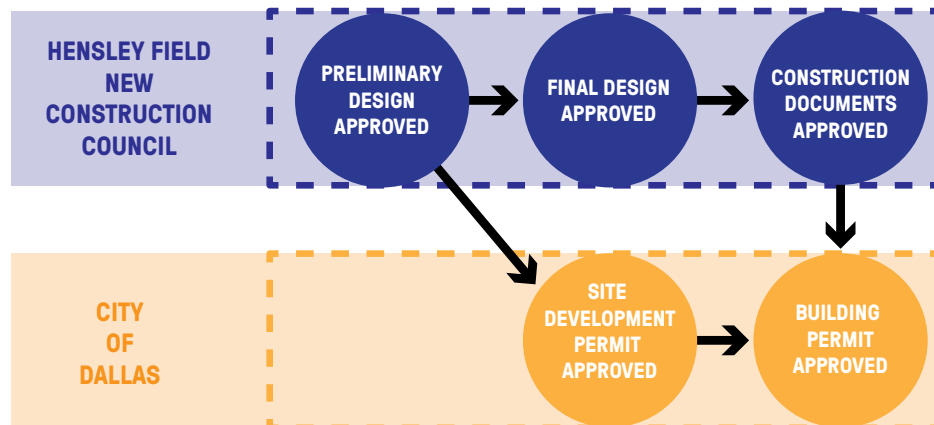 HENSLEY FIELD
NEW
CONSTRUCTION
COUNCIL
PRELIMINARY
DESIGN
APPROVED
FINAL DESIGN
APPROVED
CONSTRUCTION
DOCUMENTS
APPROVED
CITY
OF
DALLAS
SITE
DEVELOPMENT
PERMIT
APPROVED
BUILDING
PERMIT
APPROVED